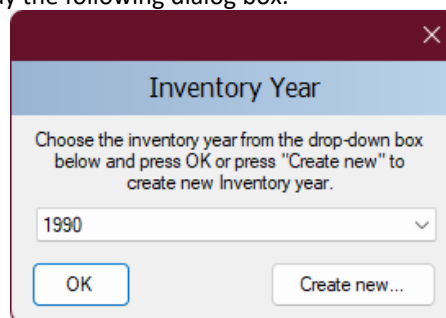 the following dialog box.
Inventory Year
Choose the inventory year from the drop-down box
below and press OK or press "Create new" to
create new Inventory year.
1990
OK
Create new...